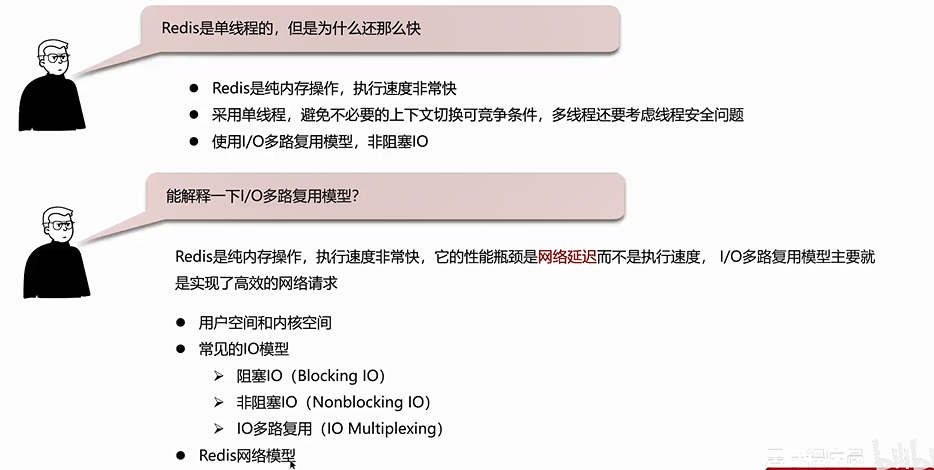 Redis是单线程的，但是为什么还那么快
● Redis是纯内存操作，执行速度非常快
● 采用单线程，避免不必要的上下文切换可竞争条件，多线程还要考虑线程安全问题
● 使用I/O多路复用模型，非阻塞IO
能解释一下I/O多路复用模型？
Redis是纯内存操作，执行速度非常快，它的性能瓶颈是网络延迟而不是执行速度， I/O多路复用模型主要就
是实现了高效的网络请求
● 用户空间和内核空间
● 常见的IO模型
➢ 阻塞IO（Blocking IO）
➢ 非阻塞IO（Nonblocking IO）
➢ IO多路复用（IO Multiplexing）
● Redis网络模型